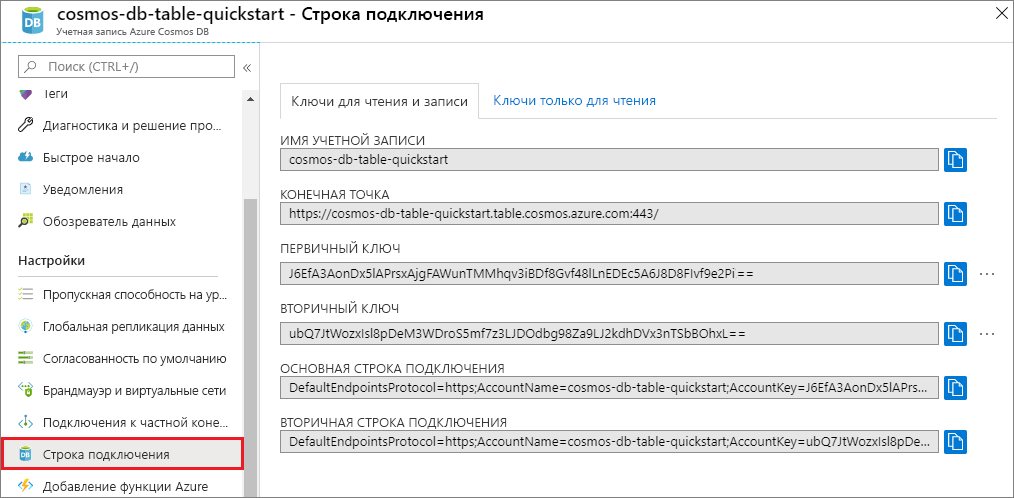 cosmos-db-table-quickstart - Строка подключения
Учетная запись Azure Cosmos DB
Поиск (CTRL+/)
Теги
Диагностика и решение про...
Быстрое начало
Уведомления
Обозреватель данных
Настройки
Пропускная способность на ур...
Глобальная репликация данных
Согласованность по умолчанию
Брандмауэр и виртуальные сети
Подключения к частной коне...
Строка подключения
Добавление функции Azure
Ключи для чтения и записи
Ключи только для чтения
ИМЯ УЧЕТНОЙ ЗАПИСИ
cosmos-db-table-quickstart
КОНЕЧНАЯ ТОЧКА
https://cosmos-db-table-quickstart.table.cosmos.azure.com:443/
ПЕРВИЧНЫЙ КЛЮЧ
J6EfA3AonDx5lAPrsxAjgFAWunTMMhqv3iBDf8Gvf48lLnEDEc5A6J8D8FIvf9e2Pi==
ВТОРИЧНЫЙ КЛЮЧ
ubQ7JtWozxIsl8pDeM3WDroS5mf7z3LJDOdbg98Za9LJ2kdhDVx3nTSbBOhxL==
ОСНОВНАЯ СТРОКА ПОДКЛЮЧЕНИЯ
DefaultEndpointsProtocol=https;AccountName=cosmos-db-table-quickstart;AccountKey=J6EfA3AonDx5lAPrs...
ВТОРИЧНАЯ СТРОКА ПОДКЛЮЧЕНИЯ
DefaultEndpointsProtocol=https;AccountName=cosmos-db-table-quickstart;AccountKey=ubQ7JtWozxIsl8pDe...